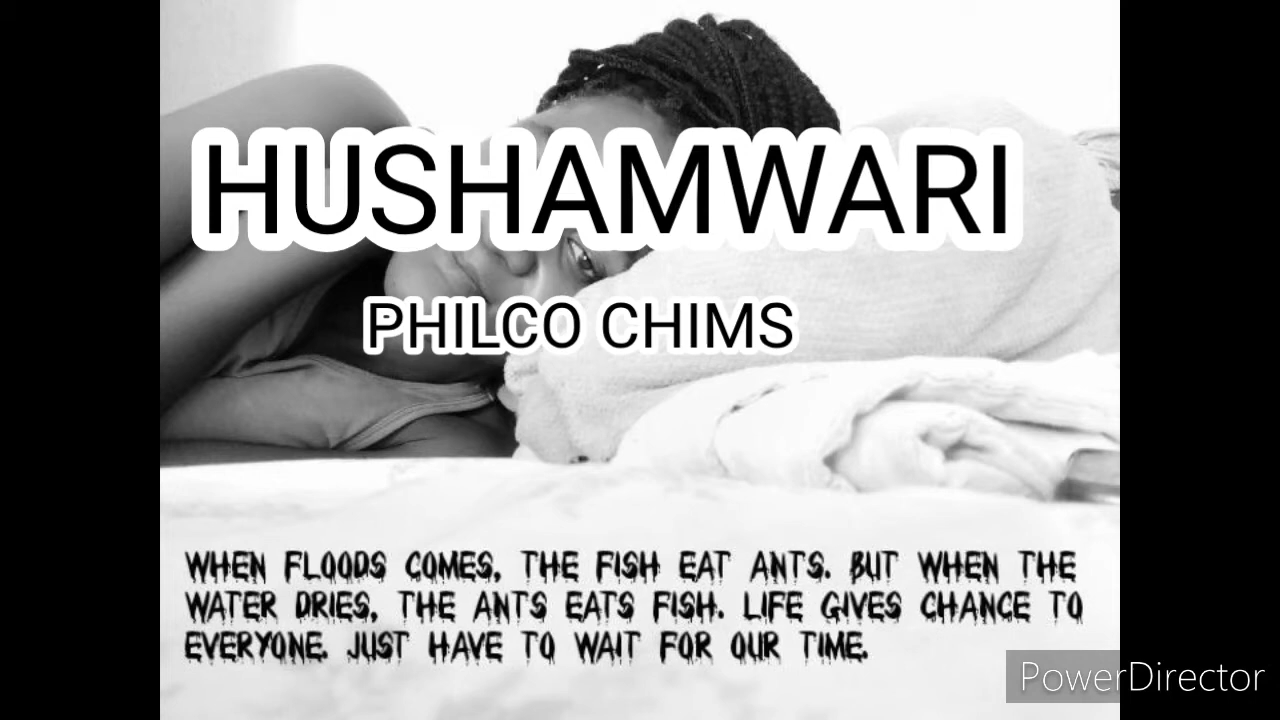 HUSHAMWARI
PHILCO CHIMS
WHEN FLOODS COMES, THE FISH EAT ANTS. BUT WHEN THE
WATER DRIES, THE ANTS EATS FISH. LIFE GIVES CHANCE TO
EVERYONE. JUST HAVE TO WAIT FOR OUR TIME.
PowerDirector